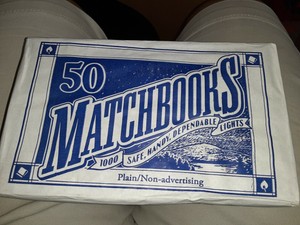 50
MATCHBOOKS
1000 SAFE, HANDY, DEPENDABLE LIGHTS
Plain/Non-advertising